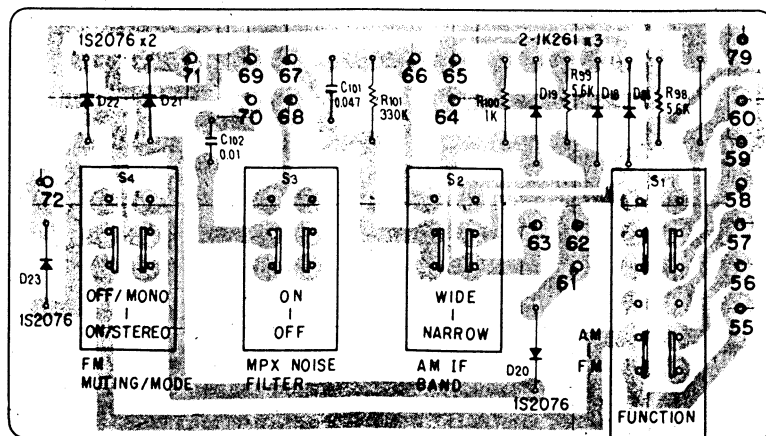 1S2076 x2
2-1K261 x3
79
71
69
67
66
65
C101
0.047
R101
330K
R100
1K
D19
R99
5.6K
D18
R98
5.6K
D22
D21
70
68
64
60
C102
0.01
59
S4
S3
S2
S1
72
58
63
62
57
D23
61
56
OFF/MONO
ON/STEREO
ON
OFF
WIDE
NARROW
1S2076
55
AM
FM
FM
MUTING/MODE
MPX NOISE
FILTER
AM IF
BAND
D20
1S2076
FUNCTION